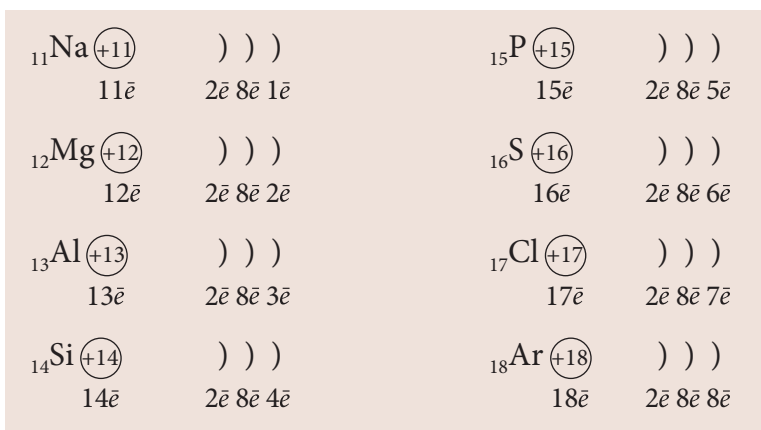 ₁₁Na +11 ) ) )
11ē 2ē 8ē 1ē
₁₂Mg +12 ) ) )
12ē 2ē 8ē 2ē
₁₃Al +13 ) ) )
13ē 2ē 8ē 3ē
₁₄Si +14 ) ) )
14ē 2ē 8ē 4ē
₁₅P +15 ) ) )
15ē 2ē 8ē 5ē
₁₆S +16 ) ) )
16ē 2ē 8ē 6ē
₁₇Cl +17 ) ) )
17ē 2ē 8ē 7ē
₁₈Ar +18 ) ) )
18ē 2ē 8ē 8ē